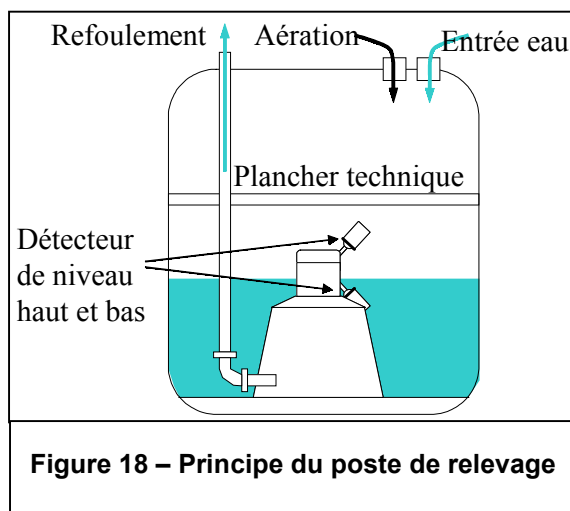 Refoulement
Aération
Entrée eau
Plancher technique
Détecteur
de niveau
haut et bas
Figure 18 – Principe du poste de relevage